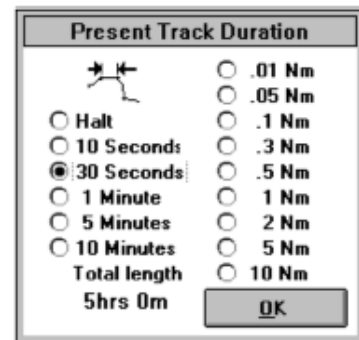 Present Track Duration
Halt
10 Seconds
30 Seconds
1 Minute
5 Minutes
10 Minutes
Total length
5hrs 0m
.01 Nm
.05 Nm
.1 Nm
.3 Nm
.5 Nm
1 Nm
2 Nm
5 Nm
10 Nm
OK